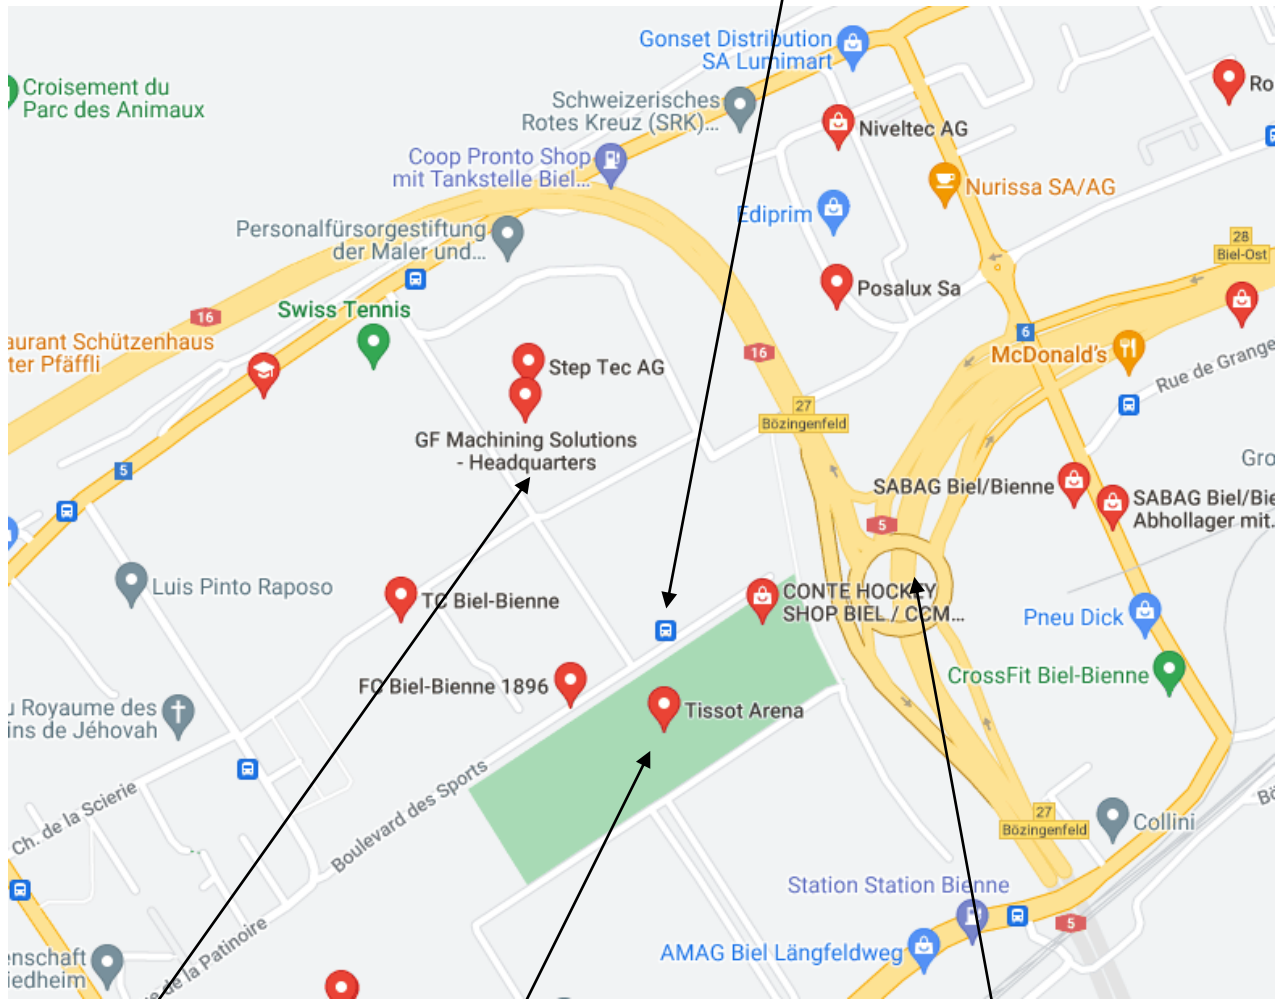 Gonset Distribution
SA Lumimart
Croisement du
Parc des Animaux
Ro
Schweizerisches
Rotes Kreuz (SRK)...
Niveltec AG
Coop Pronto Shop
mit Tankstelle Biel...
Nurissa SA/AG
Ediprim
Personalfürsorgestiftung
der Maler und...
28
Biel-Ost
Posalux Sa
Swiss Tennis
16
6
aurant Schützenhaus
ter Pfäffli
McDonald's
16
Rue de Grange
Step Tec AG
27
Bözingenfeld
GF Machining Solutions
- Headquarters
5
Gro
SABAG Biel/Bienne
SABAG Biel/Bie
Abhollager mit...
5
Luis Pinto Raposo
TC Biel-Bienne
CONTE HOCKEY
SHOP BIEL / CCM...
Pneu Dick
CrossFit Biel-Bienne
FC Biel-Bienne 1896
u Royaume des
ins de Jéhovah
Tissot Arena
Ch. de la Scierie
Boulevard des Sports
27
Bözingenfeld
Collini
Bö
Station Station Bienne
5
AMAG Biel Längfeldweg
enschaft
iedheim
e de la Patinoire